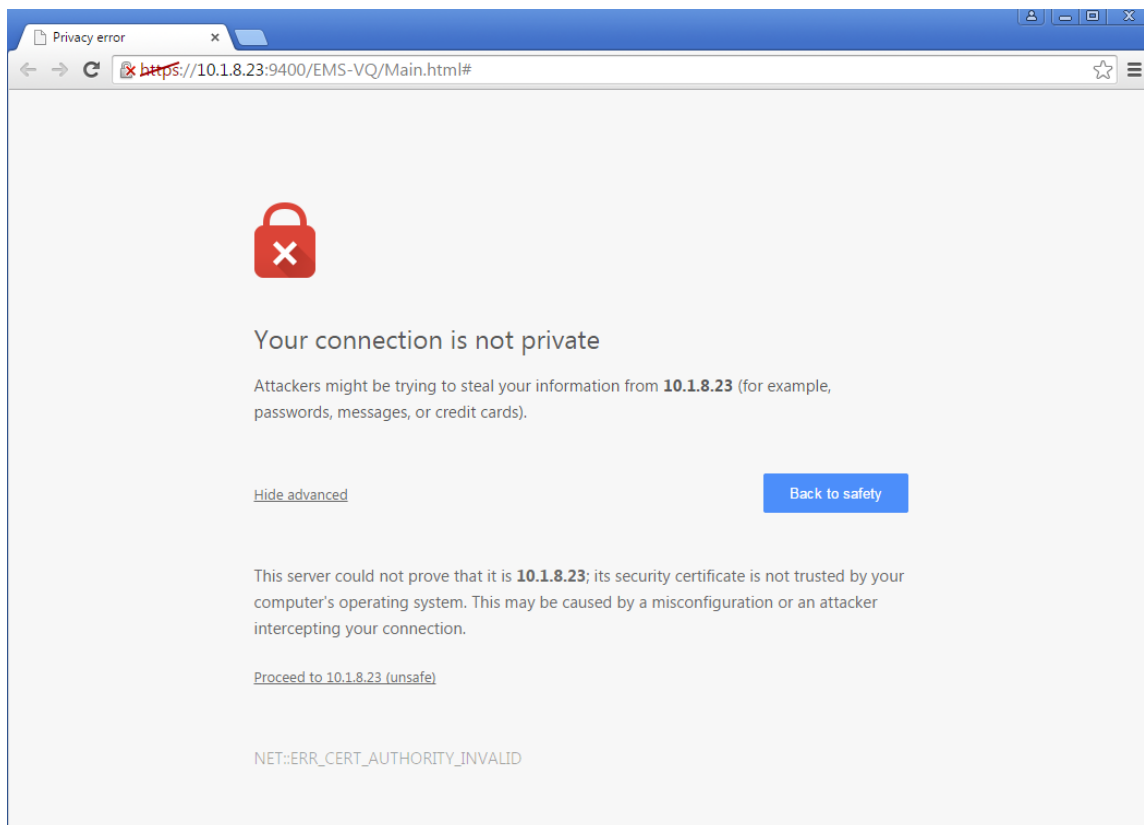 Privacy error
https://10.1.8.23:9400/EMS-VQ/Main.html#
Your connection is not private
Attackers might be trying to steal your information from 10.1.8.23 (for example,
passwords, messages, or credit cards).
Hide advanced
Back to safety
This server could not prove that it is 10.1.8.23; its security certificate is not trusted by your
computer's operating system. This may be caused by a misconfiguration or an attacker
intercepting your connection.
Proceed to 10.1.8.23 (unsafe)
NET::ERR_CERT_AUTHORITY_INVALID